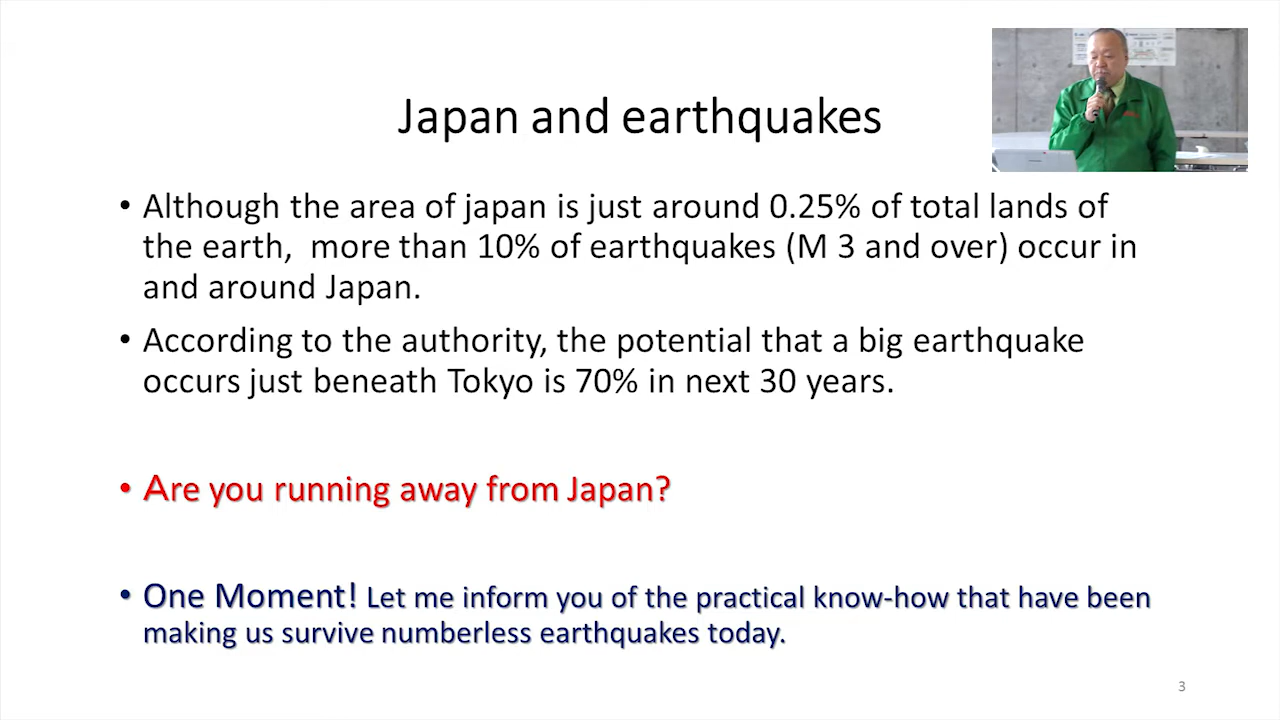 Japan and earthquakes
• Although the area of japan is just around 0.25% of total lands of
the earth, more than 10% of earthquakes (M 3 and over) occur in
and around Japan.
• According to the authority, the potential that a big earthquake
occurs just beneath Tokyo is 70% in next 30 years.
• Are you running away from Japan?
• One Moment! Let me inform you of the practical know-how that have been
making us survive numberless earthquakes today.
3